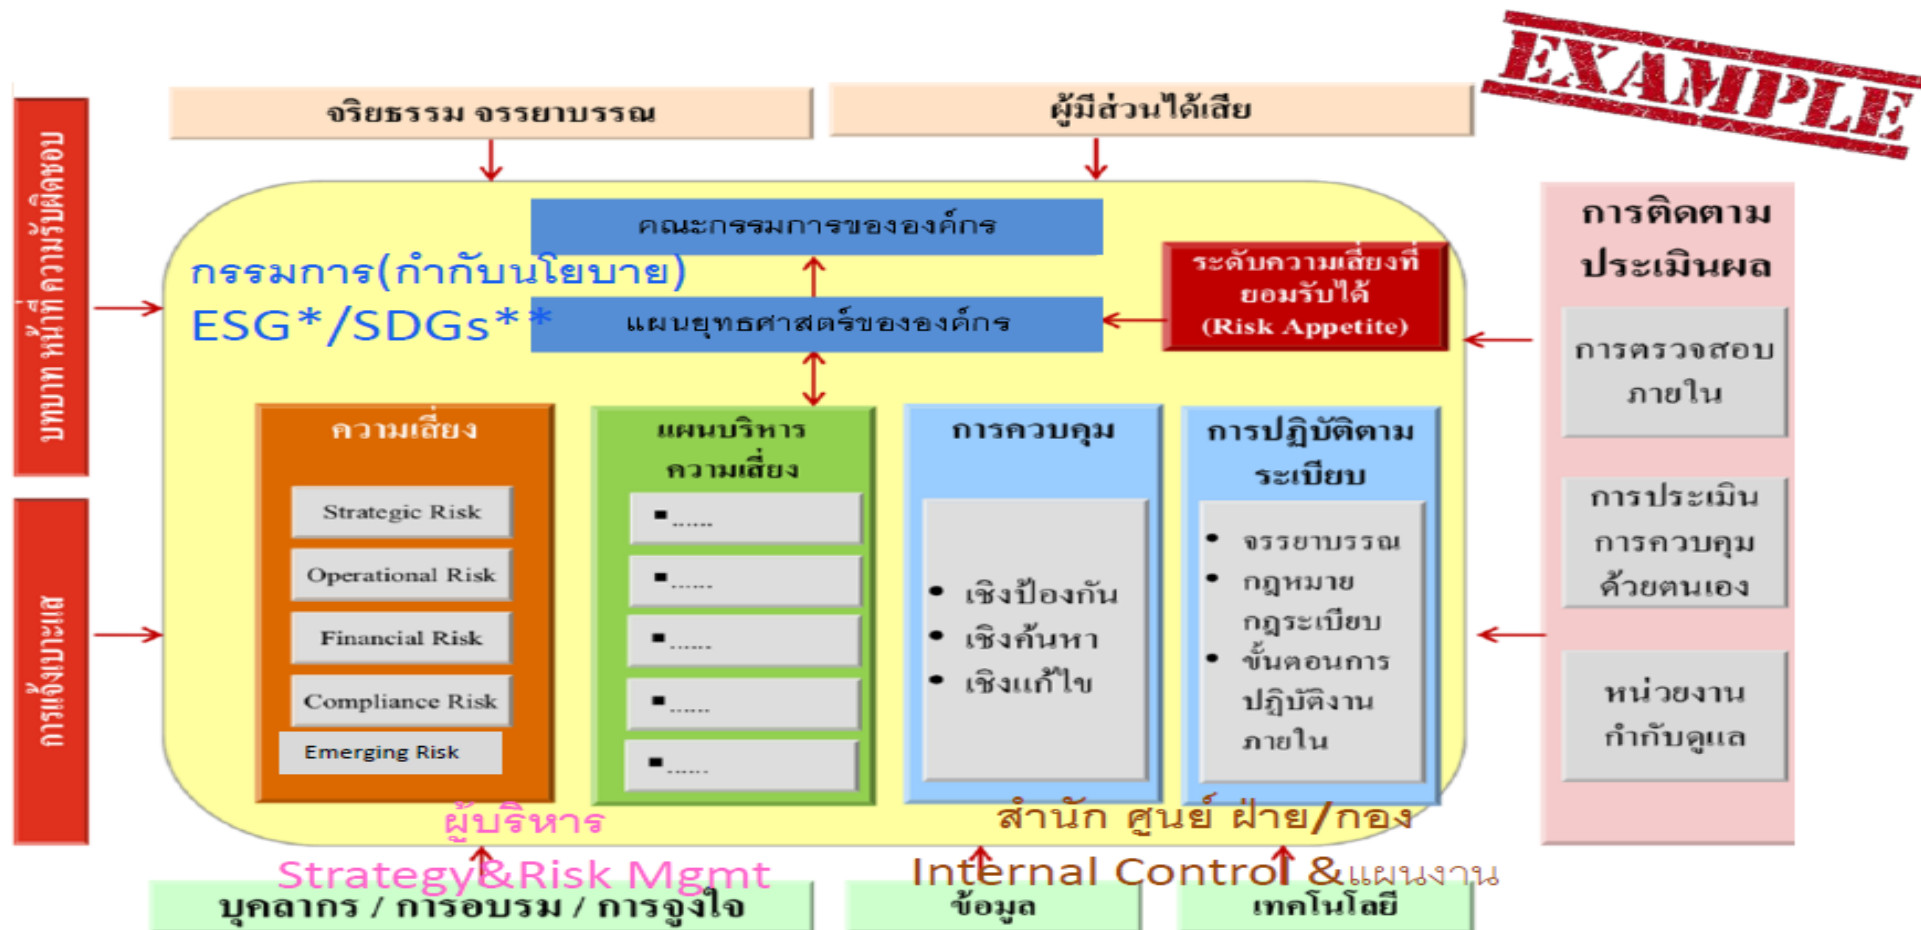 EXAMPLE
จริยธรรม จรรยาบรรณ
ผู้มีส่วนได้เสีย
บทบาท หน้าที่ ความรับผิดชอบ
การแจ้งเบาะแส
คณะกรรมการขององค์กร
กรรมการ(กำกับนโยบาย)
ESG*/SDGs**
แผนยุทธศาสตร์ขององค์กร
ระดับความเสี่ยงที่
ยอมรับได้
(Risk Appetite)
ความเสี่ยง
Strategic Risk
Operational Risk
Financial Risk
Compliance Risk
Emerging Risk
แผนบริหาร
ความเสี่ยง
▪......
▪......
▪......
▪......
▪......
การควบคุม
• เชิงป้องกัน
• เชิงค้นหา
• เชิงแก้ไข
การปฏิบัติตาม
ระเบียบ
• จรรยาบรรณ
• กฎหมาย
กฎระเบียบ
• ขั้นตอนการ
ปฏิบัติงาน
ภายใน
การติดตาม
ประเมินผล
การตรวจสอบ
ภายใน
การประเมิน
การควบคุม
ด้วยตนเอง
หน่วยงาน
กำกับดูแล
ผู้บริหาร
Strategy&Risk Mgmt
สำนัก ศูนย์ ฝ่าย/กอง
Internal Control &แผนงาน
บุคลากร / การอบรม / การจูงใจ
ข้อมูล
เทคโนโลยี